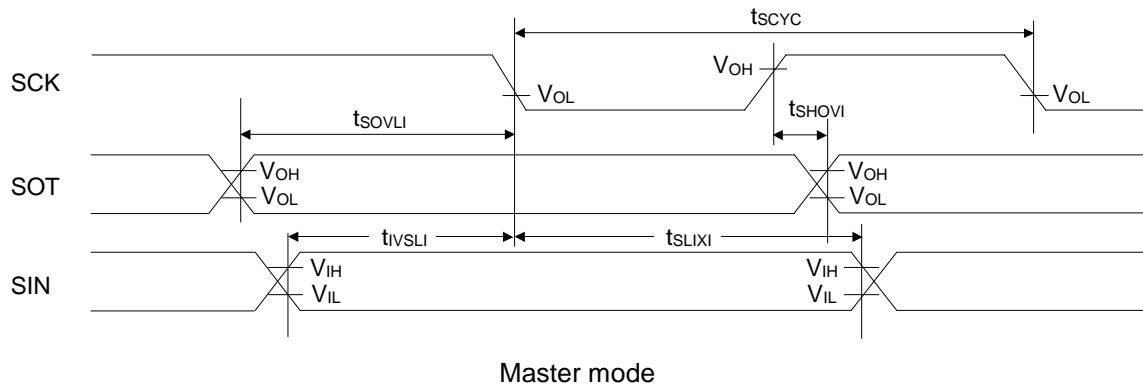 tSCYC
SCK
VOH
VOL
VOL
tSHOVI
tSOVLI
SOT
VOH
VOL
VOH
VOL
tIVSLI
tSLIXI
SIN
VIH
VIL
VIH
VIL
Master mode